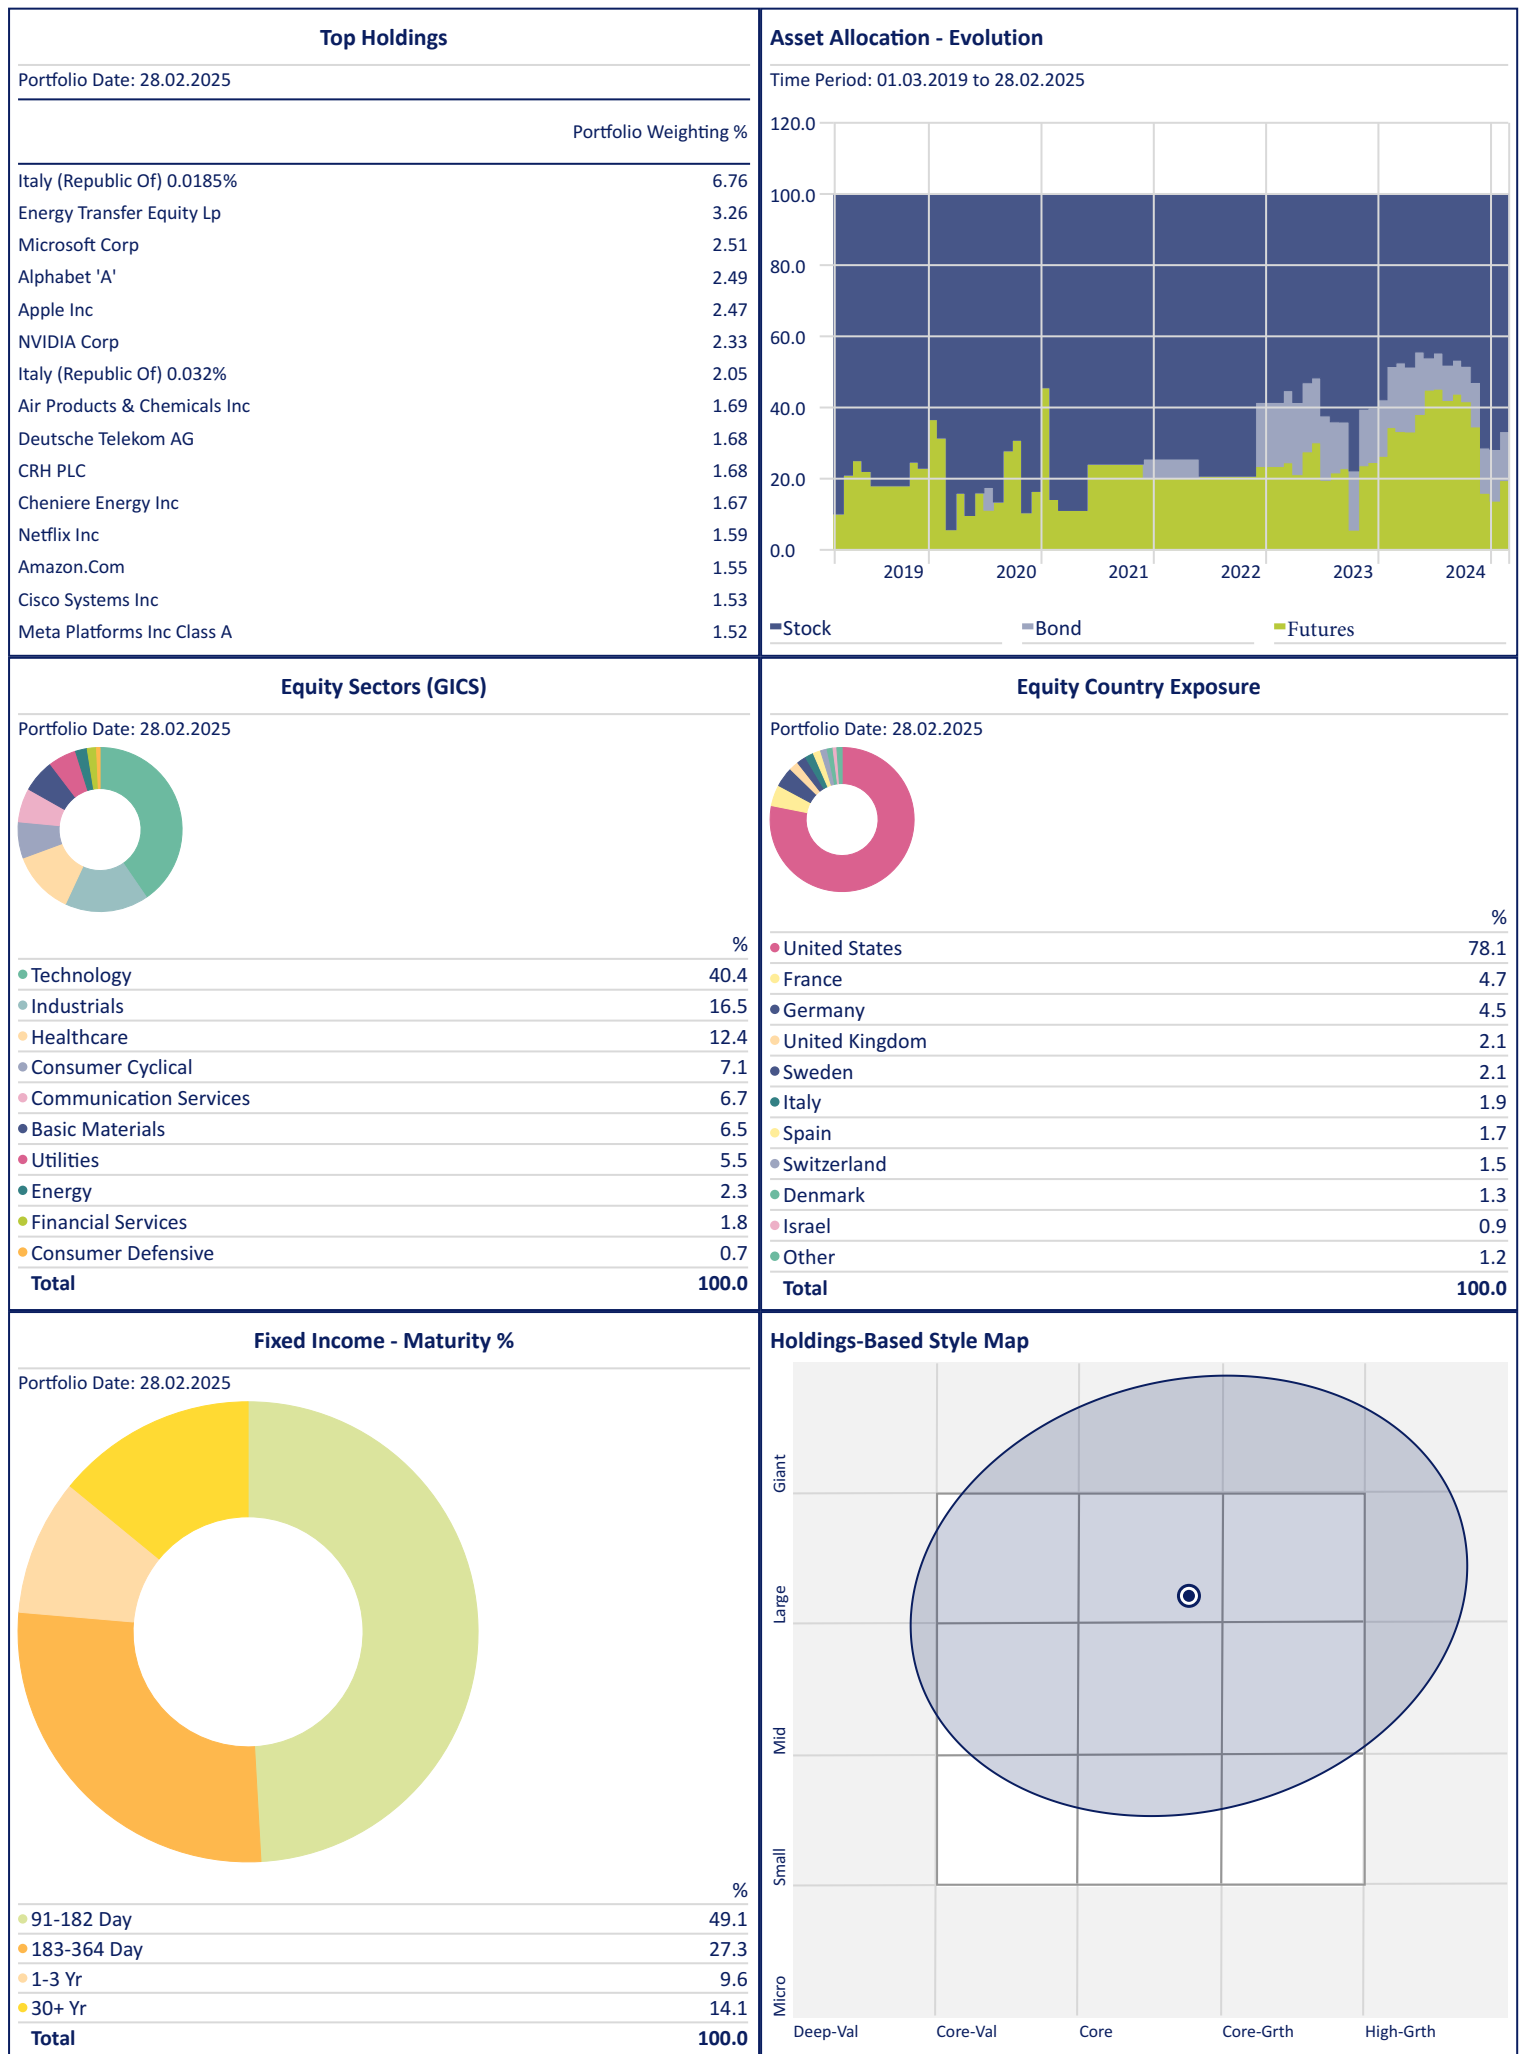 Top Holdings
Portfolio Date: 28.02.2025
Portfolio Weighting %
Italy (Republic Of) 0.0185% 6.76
Energy Transfer Equity Lp 3.26
Microsoft Corp 2.51
Alphabet 'A' 2.49
Apple Inc 2.47
NVIDIA Corp 2.33
Italy (Republic Of) 0.032% 2.05
Air Products & Chemicals Inc 1.69
Deutsche Telekom AG 1.68
CRH PLC 1.68
Cheniere Energy Inc 1.67
Netflix Inc 1.59
Amazon.Com 1.55
Cisco Systems Inc 1.53
Meta Platforms Inc Class A 1.52
Asset Allocation - Evolution
Time Period: 01.03.2019 to 28.02.2025
120.0
100.0
80.0
60.0
40.0
20.0
0.0
2019 2020 2021 2022 2023 2024
Stock Bond Futures
Equity Sectors (GICS)
Portfolio Date: 28.02.2025
%
Technology 40.4
Industrials 16.5
Healthcare 12.4
Consumer Cyclical 7.1
Communication Services 6.7
Basic Materials 6.5
Utilities 5.5
Energy 2.3
Financial Services 1.8
Consumer Defensive 0.7
Total 100.0
Equity Country Exposure
Portfolio Date: 28.02.2025
%
United States 78.1
France 4.7
Germany 4.5
United Kingdom 2.1
Sweden 2.1
Italy 1.9
Spain 1.7
Switzerland 1.5
Denmark 1.3
Israel 0.9
Other 1.2
Total 100.0
Fixed Income - Maturity %
Portfolio Date: 28.02.2025
%
91-182 Day 49.1
183-364 Day 27.3
1-3 Yr 9.6
30+ Yr 14.1
Total 100.0
Holdings-Based Style Map
Giant
Large
Mid
Small
Micro
Deep-Val Core-Val Core Core-Grth High-Grth